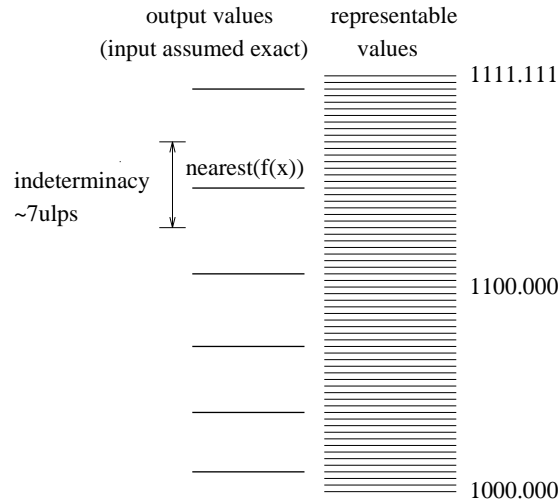 output values
(input assumed exact)
representable
values
1111.111
nearest(f(x))
indeterminacy
~7ulps
1100.000
1000.000